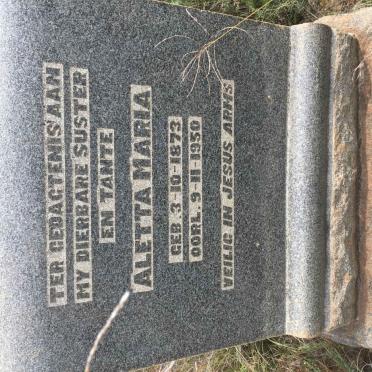 TER GEDACTENIS AAN
MY DIERBARE SUSTER
EN TANTE
ALETTA MARIA
GEB. 3-10-1873
OORL. 9-11-1950
VEILIG IN JESUS ARMS